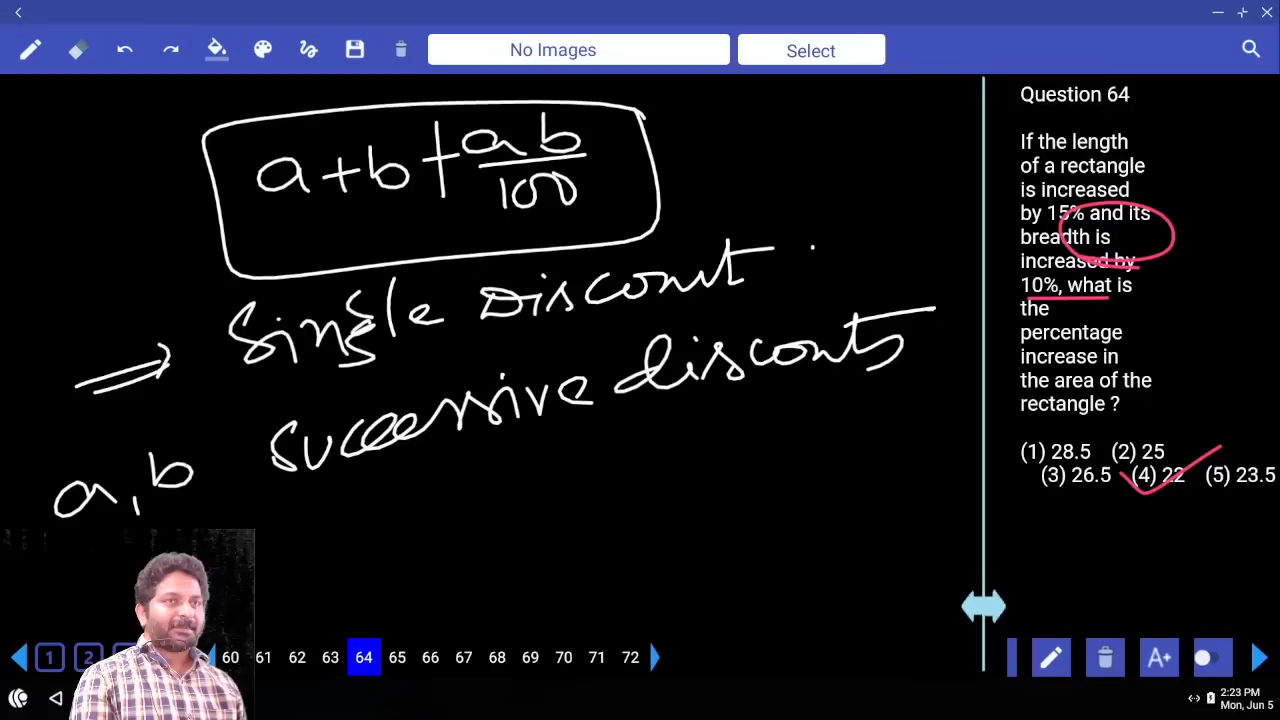 No Images
Select
a+b+ab/100
⇒ Single Discount
a,b successive disconts
Question 64
If the length
of a rectangle
is increased
by 15% and its
breadth is
increased by
10%, what is
the
percentage
increase in
the area of the
rectangle ?
(1) 28.5 (2) 25
(3) 26.5 (4) 22 (5) 23.5
1 2 60 61 62 63 64 65 66 67 68 69 70 71 72
A+
2:23 PM
Mon, Jun 5